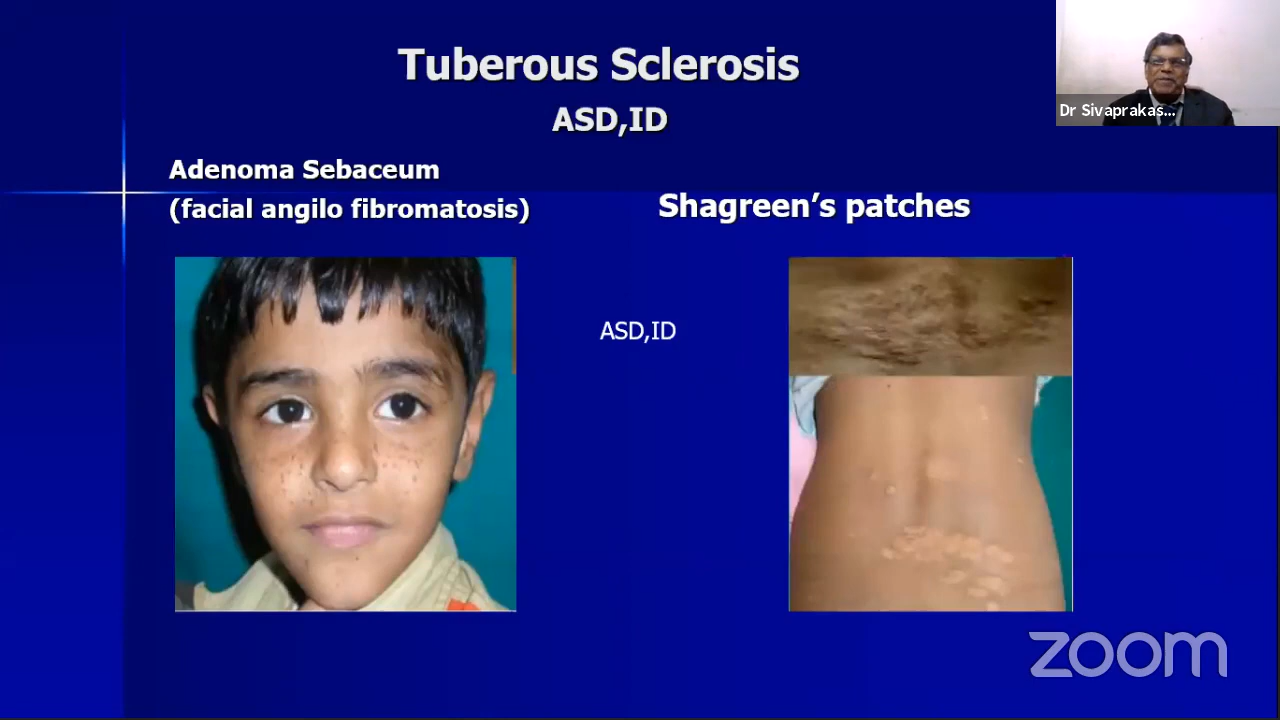 Tuberous Sclerosis
ASD,ID
Dr Sivaprakas...
Adenoma Sebaceum
(facial angilo fibromatosis)
Shagreen’s patches
ASD,ID
zoom